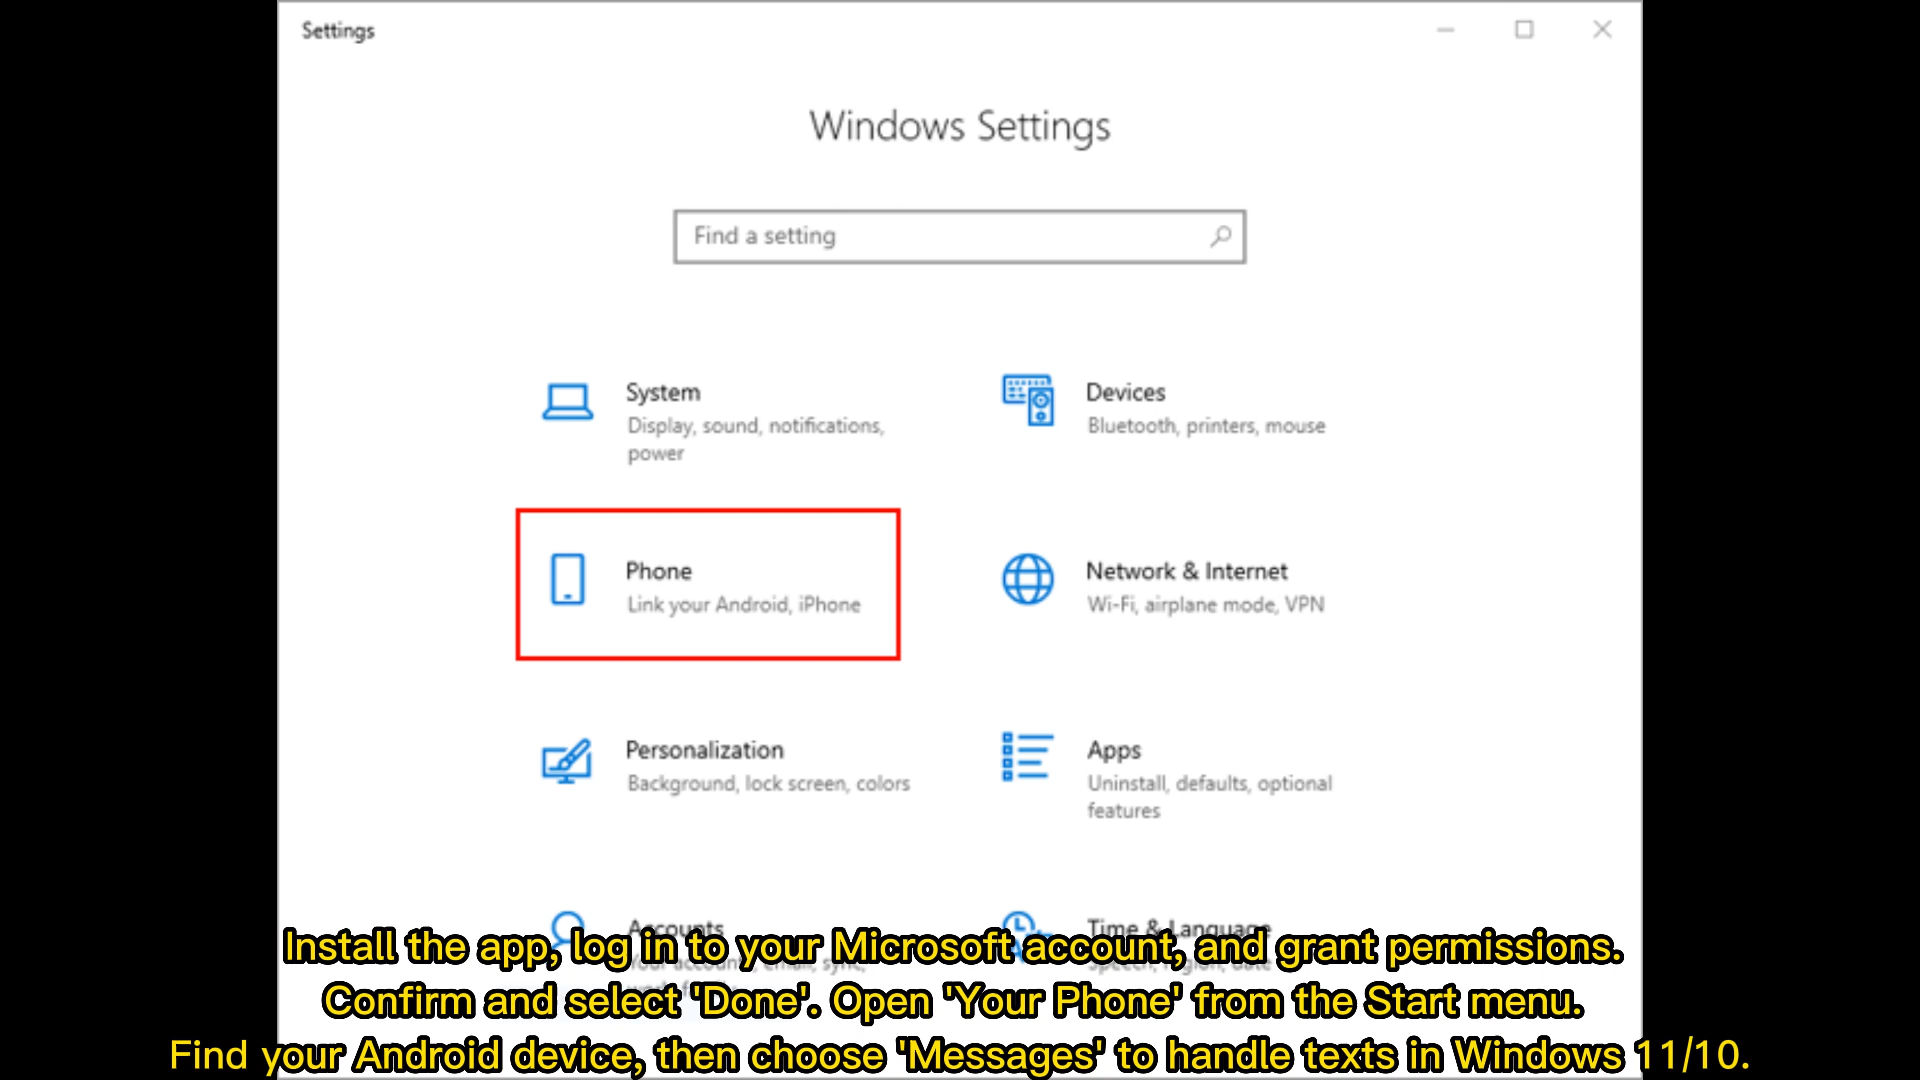 Settings
Windows Settings
Find a setting
System
Display, sound, notifications,
power
Devices
Bluetooth, printers, mouse
Phone
Link your Android, iPhone
Network & Internet
Wi-Fi, airplane mode, VPN
Personalization
Background, lock screen, colors
Apps
Uninstall, defaults, optional
features
Accounts
Time & Language
Install the app, log in to your Microsoft account, and grant permissions.
Confirm and select 'Done'. Open 'Your Phone' from the Start menu.
Find your Android device, then choose 'Messages' to handle texts in Windows 11/10.